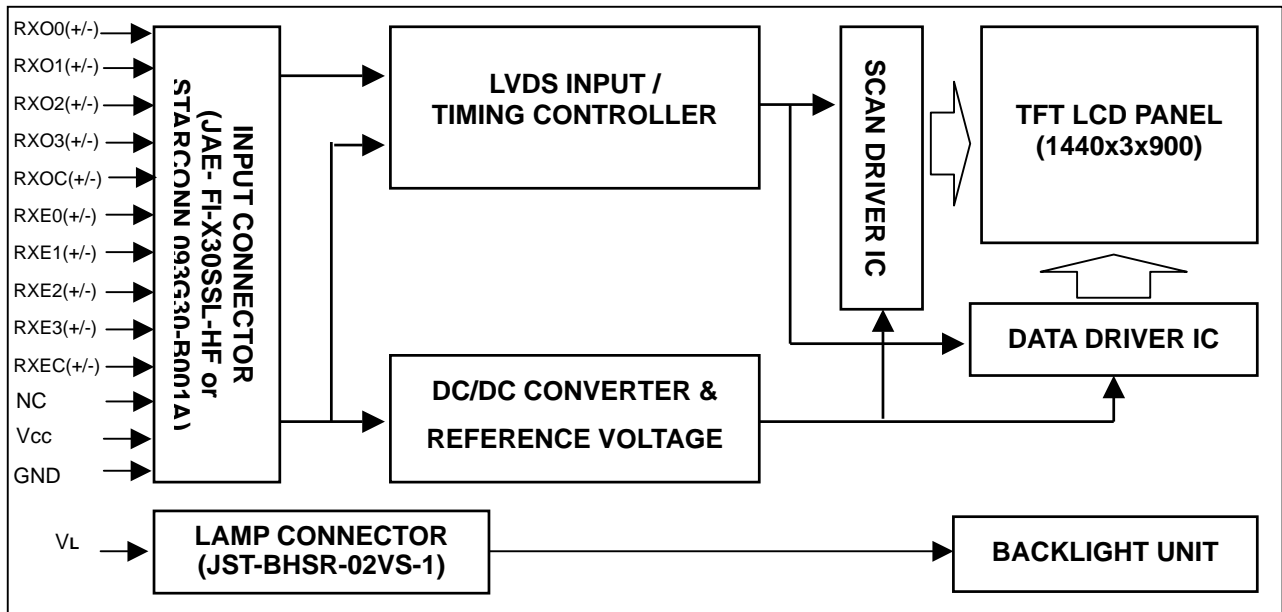 RXO0(+/-)
RXO1(+/-)
RXO2(+/-)
RXO3(+/-)
RXOC(+/-)
RXE0(+/-)
RXE1(+/-)
RXE2(+/-)
RXE3(+/-)
RXEC(+/-)
NC
Vcc
GND
VL
INPUT CONNECTOR
(JAE- FI-X30SSL-HF or
STARCONN 093G30-B001A)
LVDS INPUT /
TIMING CONTROLLER
DC/DC CONVERTER &
REFERENCE VOLTAGE
SCAN DRIVER IC
TFT LCD PANEL
(1440x3x900)
DATA DRIVER IC
LAMP CONNECTOR
(JST-BHSR-02VS-1)
BACKLIGHT UNIT